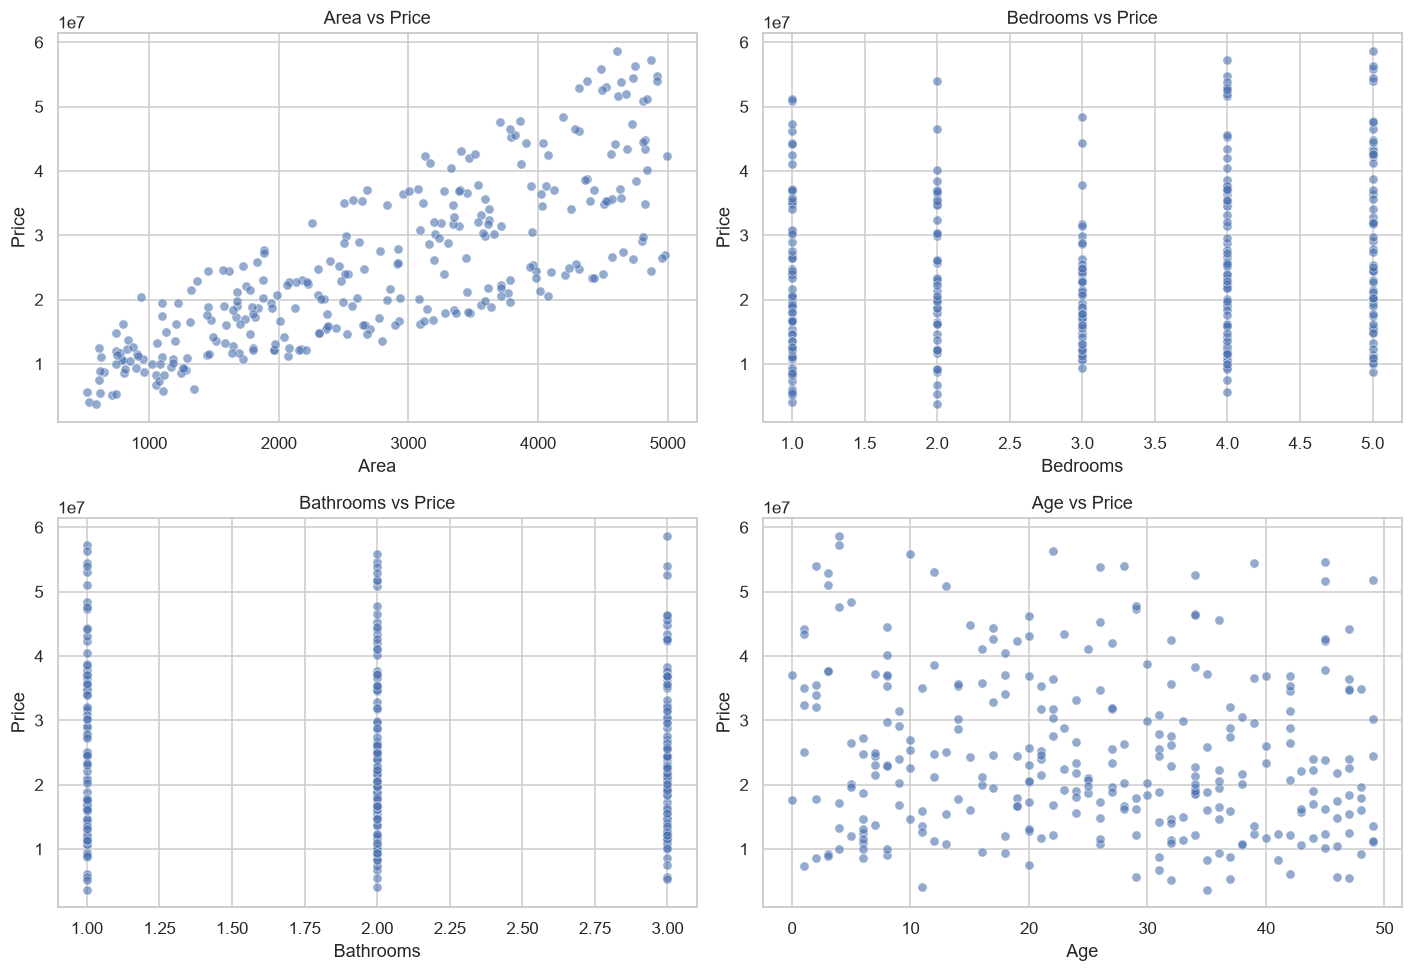 Area vs Price
1e7
6
5
4
3
2
1
Price
1000 2000 3000 4000 5000
Area
Bedrooms vs Price
1e7
6
5
4
3
2
1
Price
1.0 1.5 2.0 2.5 3.0 3.5 4.0 4.5 5.0
Bedrooms
Bathrooms vs Price
1e7
6
5
4
3
2
1
Price
1.00 1.25 1.50 1.75 2.00 2.25 2.50 2.75 3.00
Bathrooms
Age vs Price
1e7
6
5
4
3
2
1
Price
0 10 20 30 40 50
Age